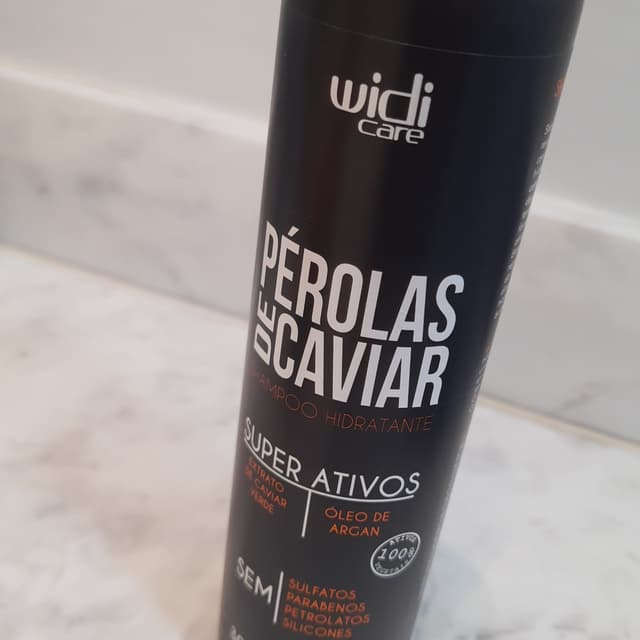 widi
care
PÉROLAS
DE CAVIAR
SHAMPOO HIDRATANTE
SUPER ATIVOS
EXTRATO
DE CAVIAR
VERDE
ÓLEO DE
ARGAN
100%
SEM
SULFATOS
PARABENOS
PETROLATOS
SILICONES